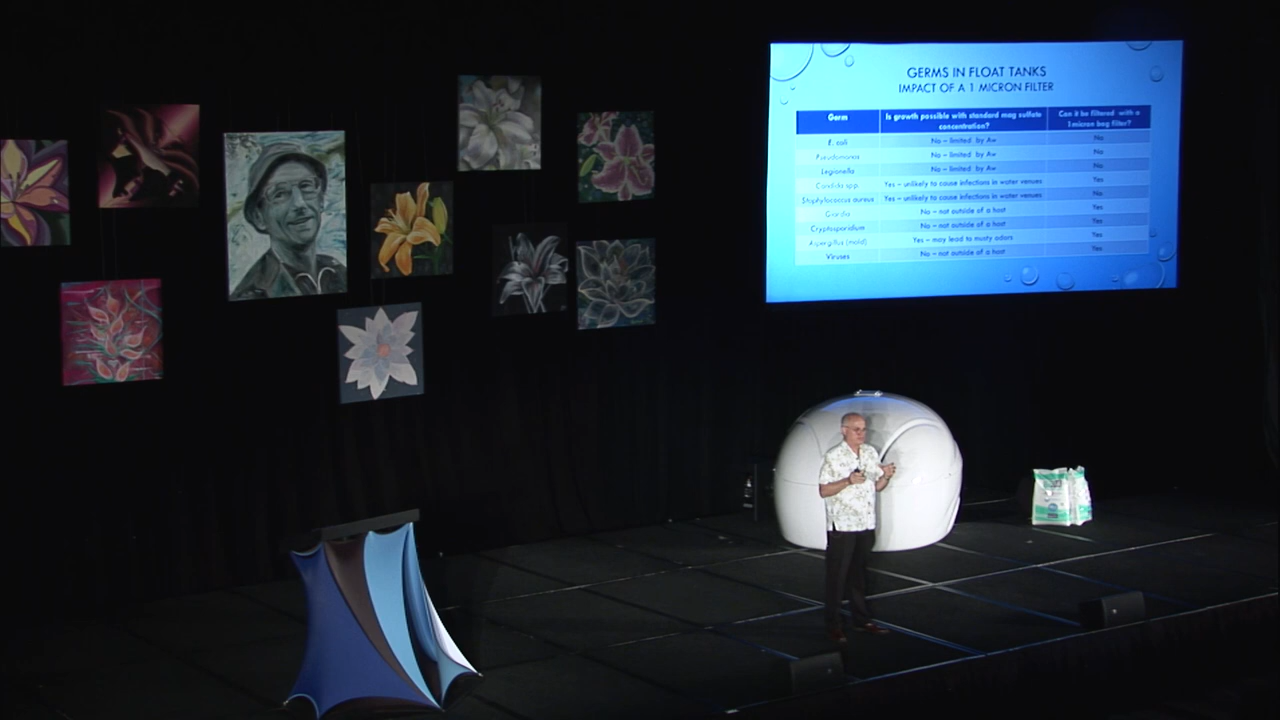 GERMS IN FLOAT TANKS
IMPACT OF A 1 MICRON FILTER
Germ Is growth possible with standard mag sulfate concentration? Can it be filtered with a 1micron bag filter?
E. coli No – limited by Aw No
Pseudomonas No – limited by Aw No
Legionella No – limited by Aw No
Candida spp. Yes – unlikely to cause infections in water venues Yes
Staphylococcus aureus Yes – unlikely to cause infections in water venues No
Giardia No – not outside of a host Yes
Cryptosporidium No – not outside of a host Yes
Aspergillus (mold) Yes – may lead to musty odors Yes
Viruses No – not outside of a host Yes